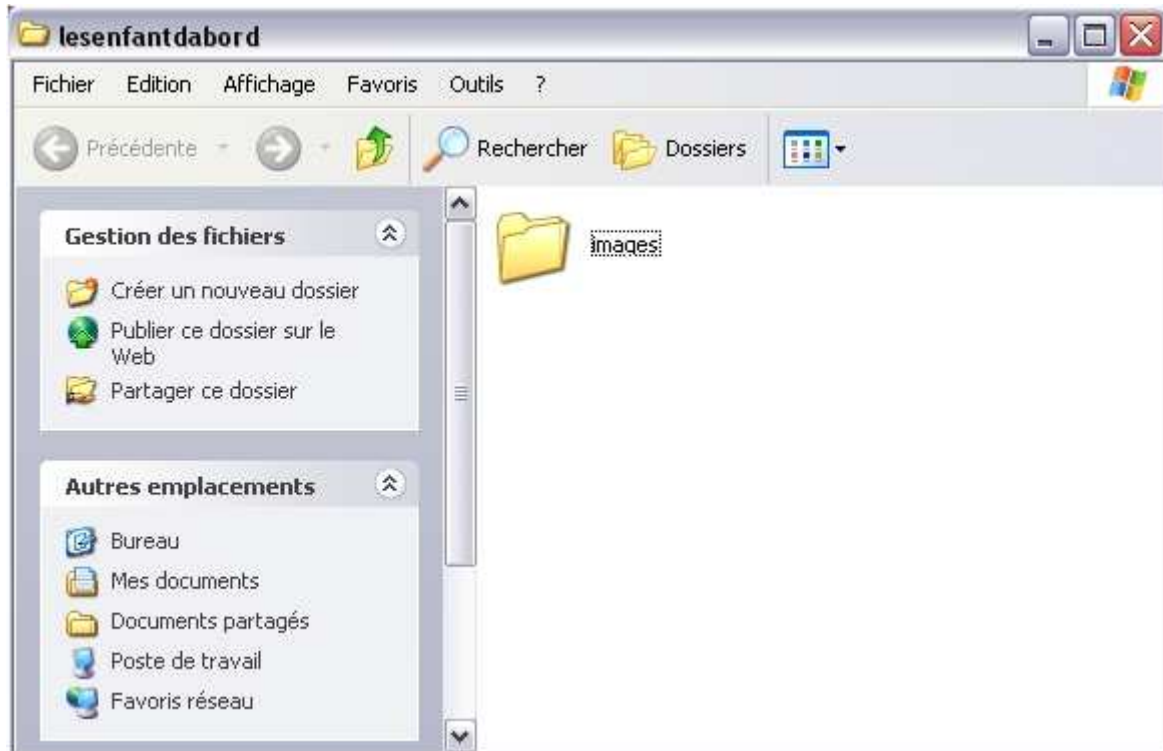 lesenfantdabord
Fichier Edition Affichage Favoris Outils ?
Précédente Rechercher Dossiers
Gestion des fichiers
Créer un nouveau dossier
Publier ce dossier sur le
Web
Partager ce dossier
Autres emplacements
Bureau
Mes documents
Documents partagés
Poste de travail
Favoris réseau
images